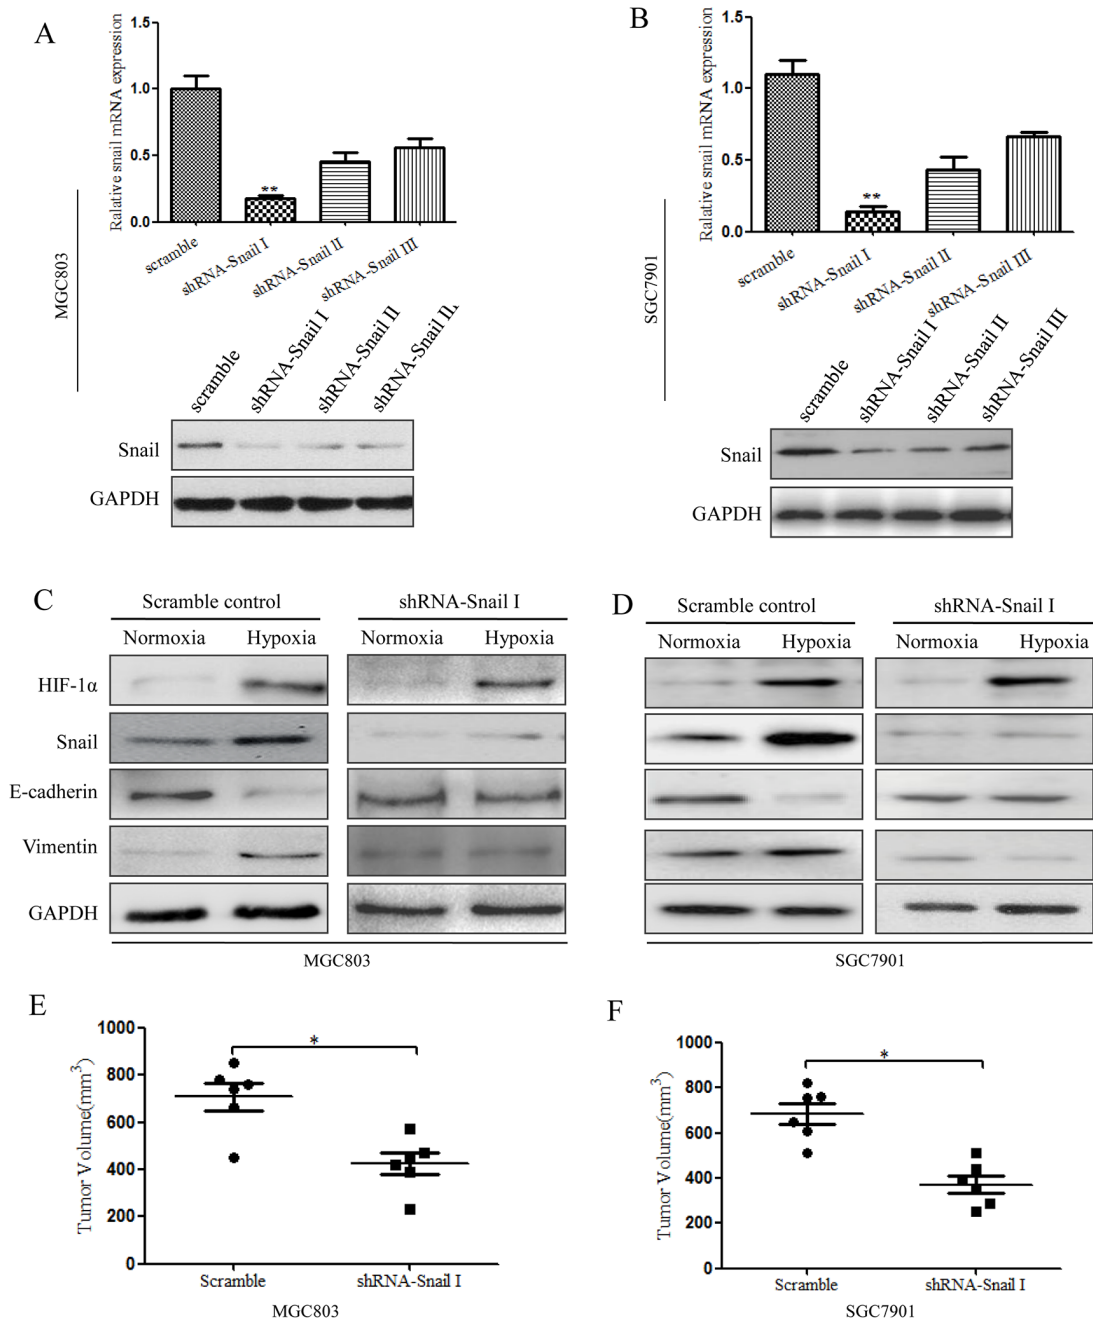 A
Ralative snail mRNA expression
1.5
1.0
0.5
0.0
**
scramble
shRNA-Snail I
shRNA-Snail II
shRNA-Snail III
MGC803
scramble
shRNA-Snail I
shRNA-Snail II
shRNA-Snail III
Snail
GAPDH
B
Ralative snail mRNA expression
1.5
1.0
0.5
0.0
**
scramble
shRNA-Snail I
shRNA-Snail II
shRNA-Snail III
SGC7901
scramble
shRNA-Snail I
shRNA-Snail II
shRNA-Snail III
Snail
GAPDH
C
Scramble control shRNA-Snail I
Normoxia Hypoxia Normoxia Hypoxia
HIF-1α
Snail
E-cadherin
Vimentin
GAPDH
MGC803
D
Scramble control shRNA-Snail I
Normoxia Hypoxia Normoxia Hypoxia
SGC7901
E
Tumor Volume(mm³)
1000
800
600
400
200
0
*
Scramble shRNA-Snail I
MGC803
F
Tumor Volume(mm³)
1000
800
600
400
200
0
*
Scramble shRNA-Snail I
SGC7901